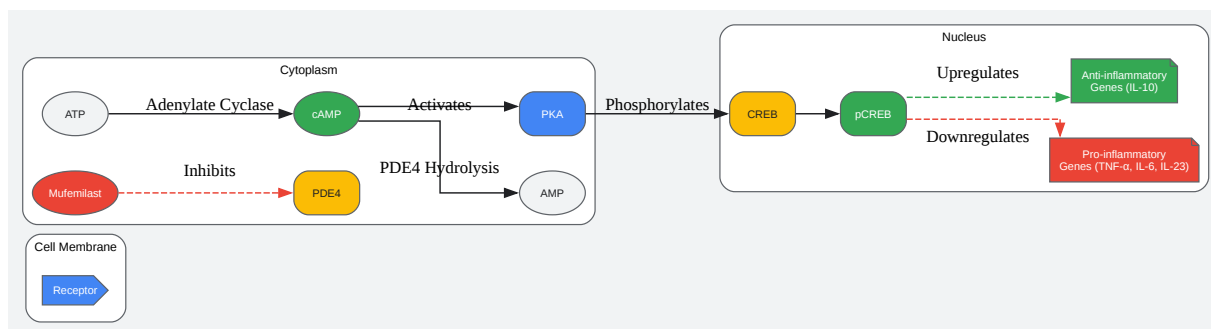 Nucleus
Cytoplasm
ATP
Adenylate Cyclase
cAMP
Activates
PKA
Phosphorylates
CREB
pCREB
Upregulates
Anti-inflammatory
Genes (IL-10)
Downregulates
Pro-inflammatory
Genes (TNF-α, IL-6, IL-23)
Mufemilast
Inhibits
PDE4
PDE4 Hydrolysis
AMP
Cell Membrane
Receptor